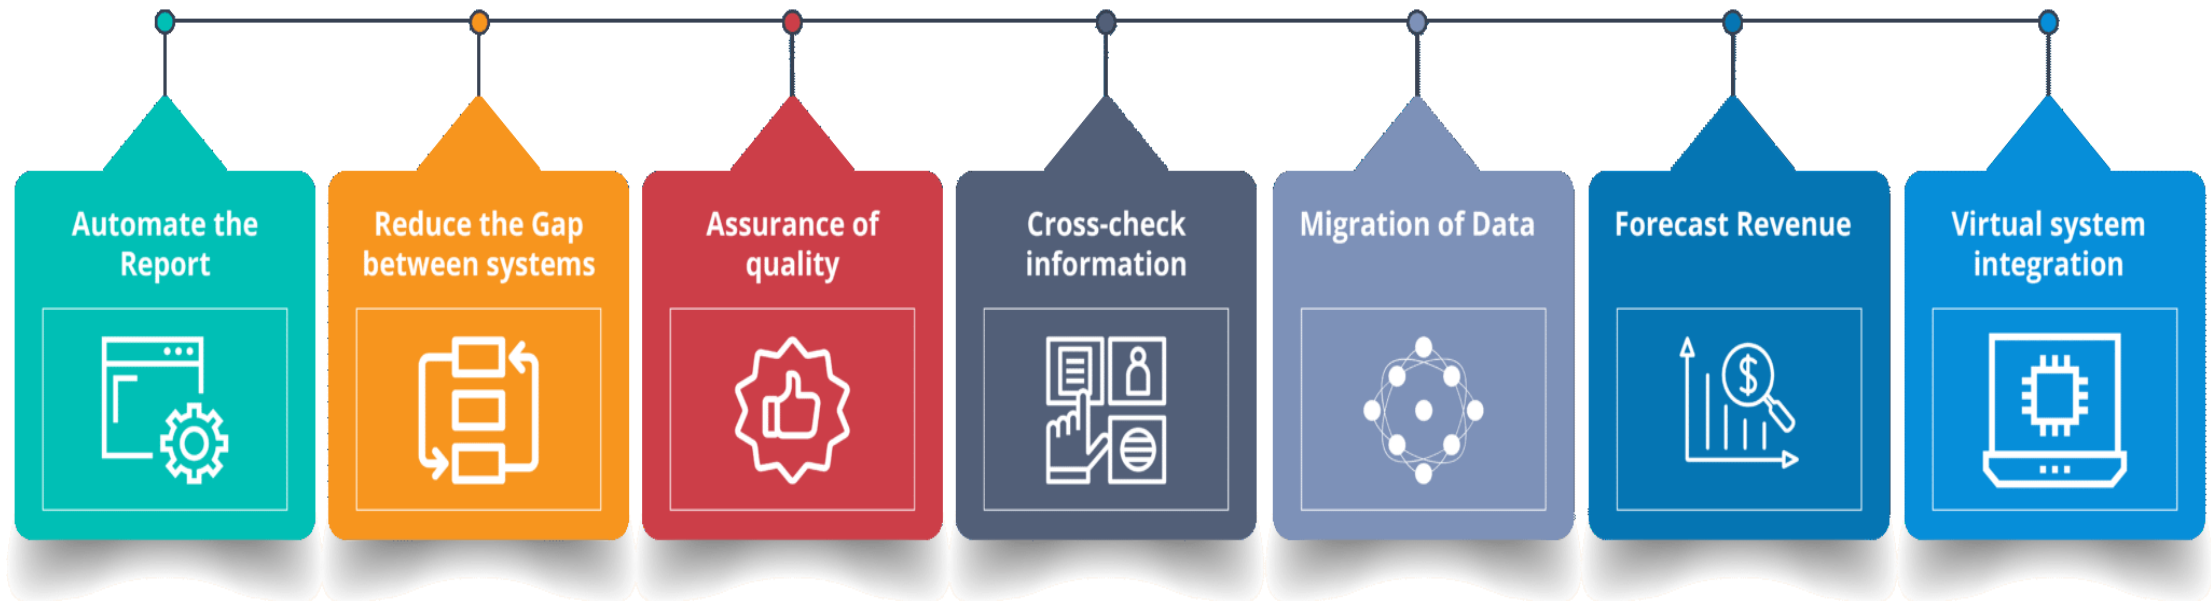 Automate the
Report
Reduce the Gap
between systems
Assurance of
quality
Cross-check
information
Migration of Data
Forecast Revenue
Virtual system
integration
$